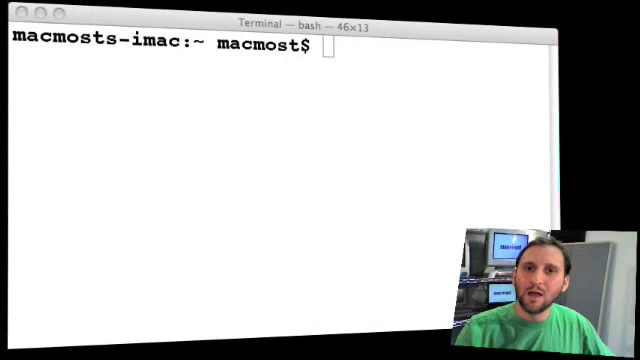 Terminal — bash — 46×13
macmosts-imac:~ macmost$